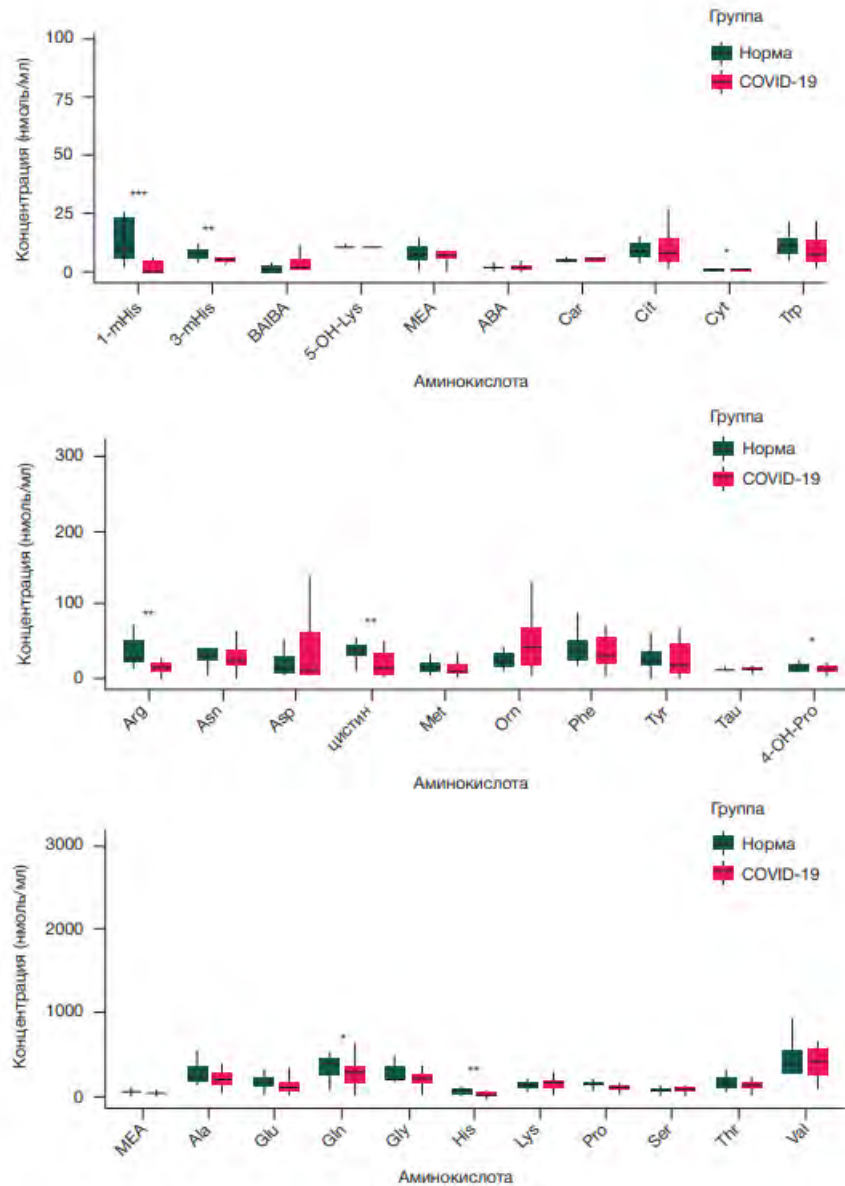 Группа
Норма
COVID-19
Концентрация (нмоль/мл)
100
75
50
25
0
***
**
*
1-mHis
3-mHis
BAIBA
5-OH-Lys
MEA
ABA
Car
Cit
Cyt
Trp
Аминокислота
Группа
Норма
COVID-19
Концентрация (нмоль/мл)
300
200
100
0
**
**
*
Arg
Asn
Asp
цистин
Met
Orn
Phe
Tyr
Tau
4-OH-Pro
Аминокислота
Группа
Норма
COVID-19
Концентрация (нмоль/мл)
3000
2000
1000
0
*
**
MEA
Ala
Glu
Gln
Gly
His
Lys
Pro
Ser
Thr
Val
Аминокислота